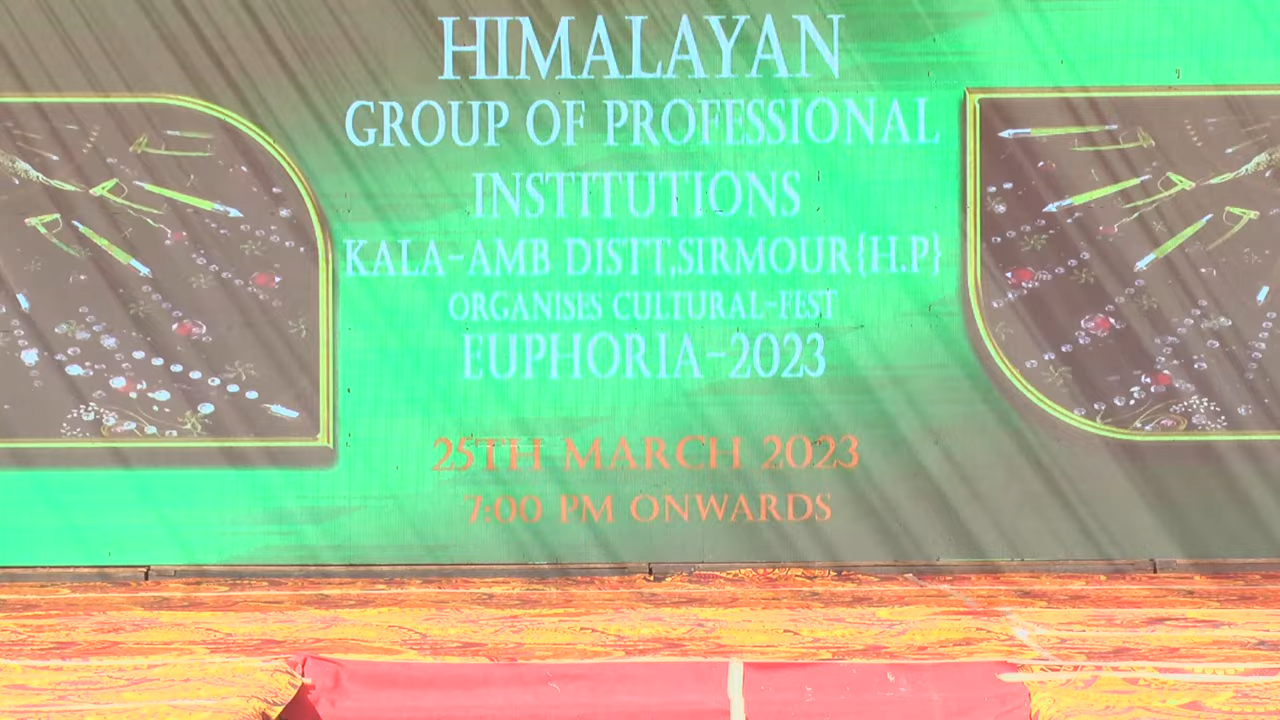 HIMALAYAN
GROUP OF PROFESSIONAL
INSTITUTIONS
KALA-AMB DISTT,SIRMOUR{H.P}
ORGANISES CULTURAL-FEST
EUPHORIA-2023
25TH MARCH 2023
7:00 PM ONWARDS